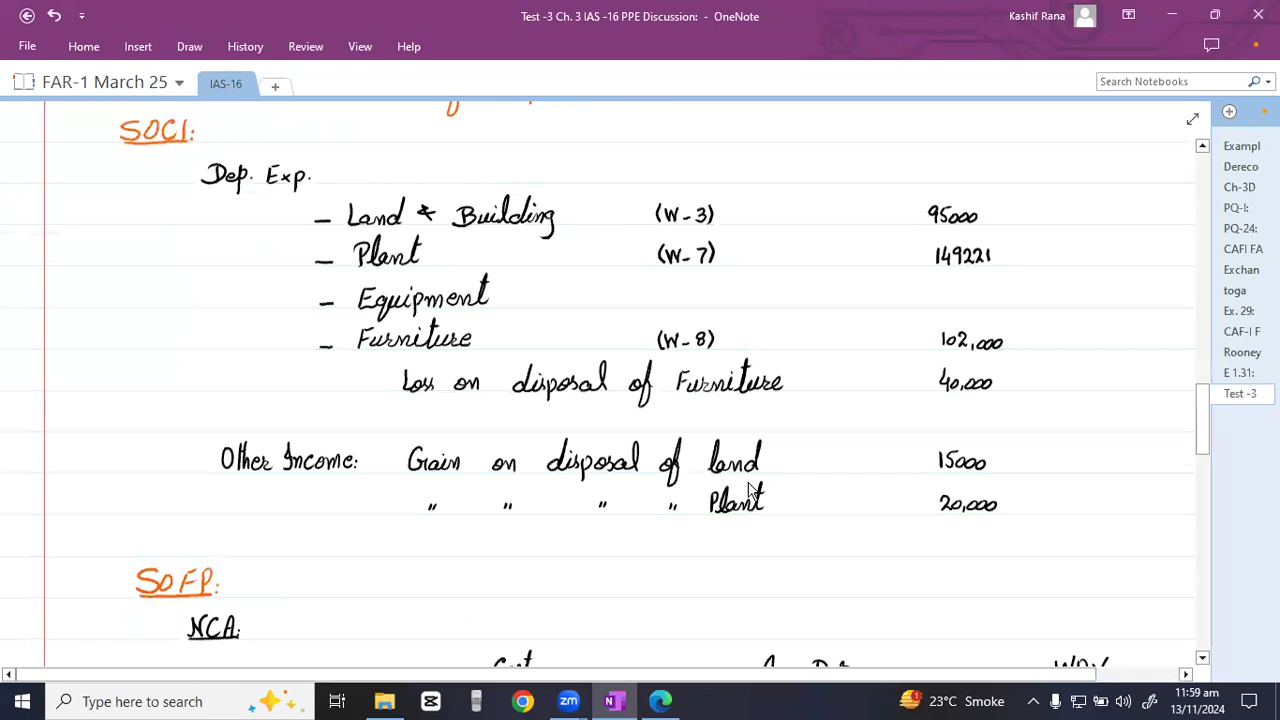 Test -3 Ch. 3 IAS -16 PPE Discussion: - OneNote
Kashif Rana
File Home Insert Draw History Review View Help
FAR-1 March 25
IAS-16
Search Notebooks
SOCI:
Dep. Exp.
- Land & Building (W-3) 95000
- Plant (W-7) 149221
- Equipment
- Furniture (W-8) 102,000
Loss on disposal of Furniture 40,000
Other Income: Gain on disposal of land 15000
" " " " Plant 20,000
SOFP:
NCA:
Exampl
Dereco
Ch-3D
PQ-I:
PQ-24:
CAFI FA
Exchan
toga
Ex. 29:
CAF-I F
Rooney
E 1.31:
Test -3
Type here to search
zm
23°C Smoke
11:59 am
13/11/2024